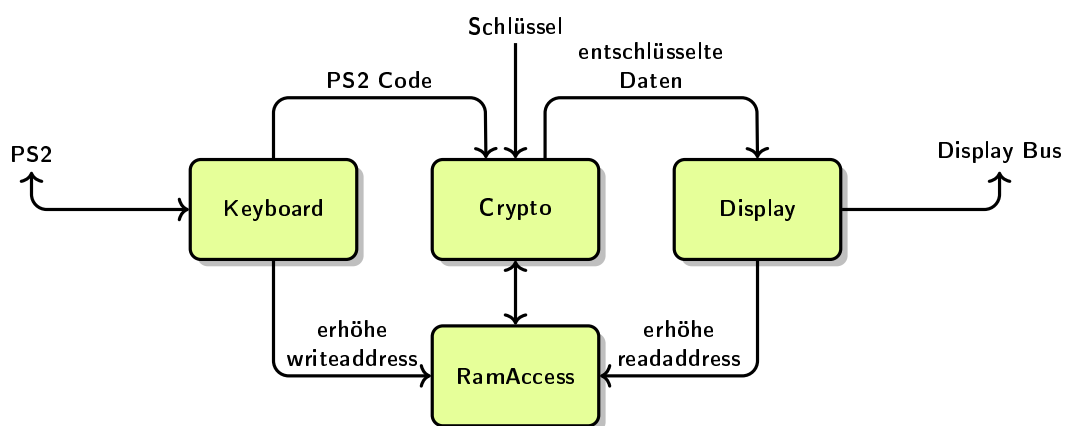 Schlüssel
entschlüsselte
Daten
PS2 Code
PS2
Display Bus
Keyboard
Crypto
Display
erhöhe
writeaddress
erhöhe
readaddress
RamAccess